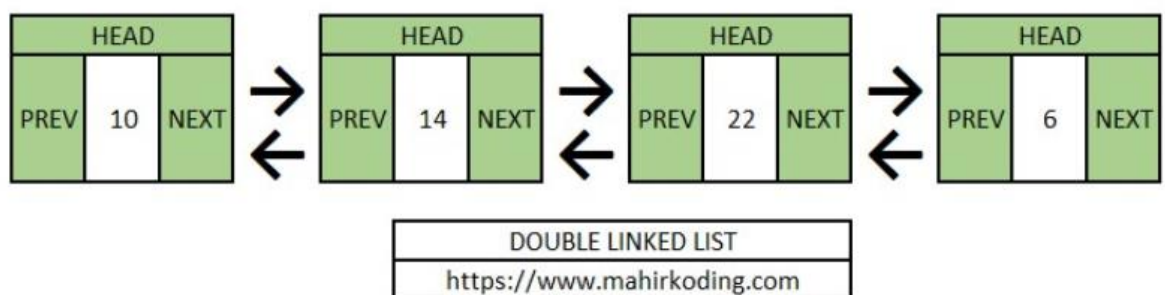 HEAD HEAD HEAD HEAD
PREV 10 NEXT PREV 14 NEXT PREV 22 NEXT PREV 6 NEXT
DOUBLE LINKED LIST
https://www.mahirkoding.com